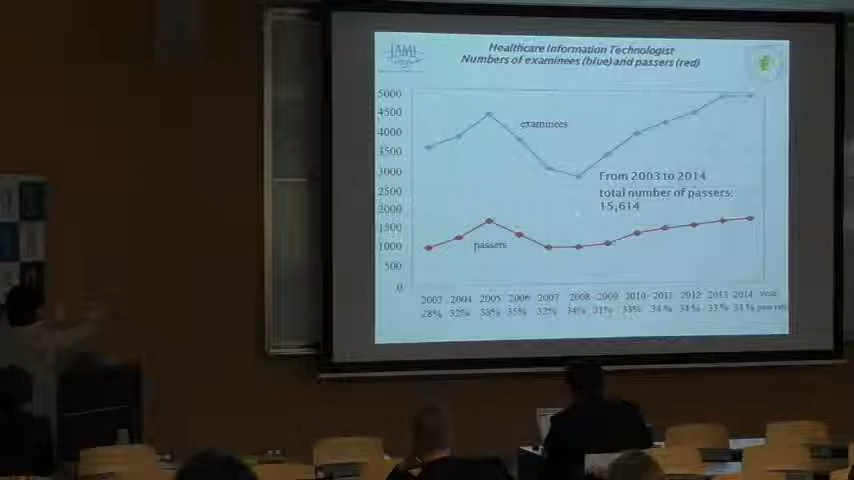 JAMI
Healthcare Information Technologist
Numbers of examinees (blue) and passers (red)
5000
4500
4000
3500
3000
2500
2000
1500
1000
500
0
examinees
From 2003 to 2014
total number of passers:
15,614
passers
2003 2004 2005 2006 2007 2008 2009 2010 2011 2012 2013 2014 year
28% 32% 38% 35% 32% 34% 31% 33% 34% 34% 33% 34% pass rate